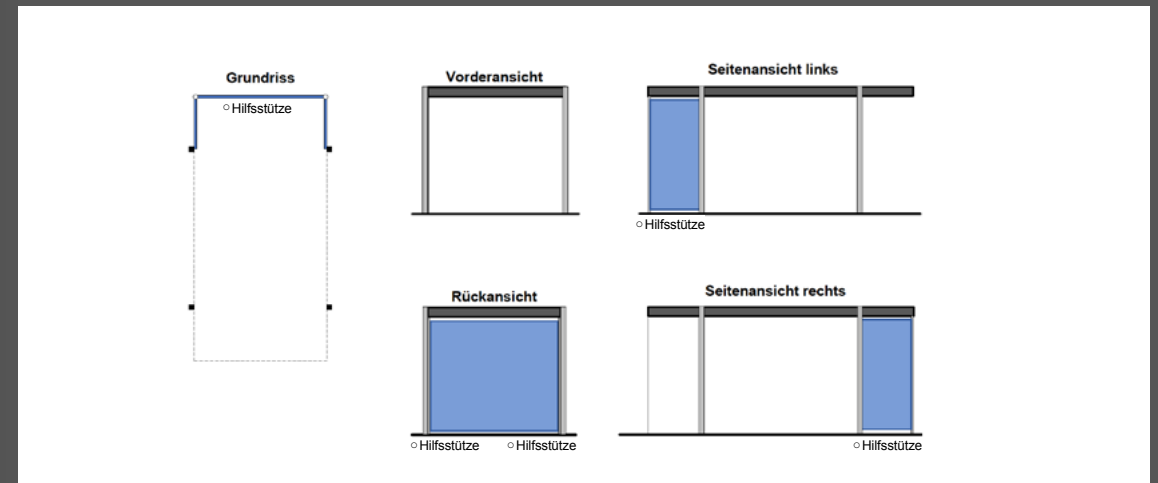 Grundriss
○ Hilfsstütze
Vorderansicht
Seitenansicht links
○ Hilfsstütze
Rückansicht
○ Hilfsstütze ○ Hilfsstütze
Seitenansicht rechts
○ Hilfsstütze